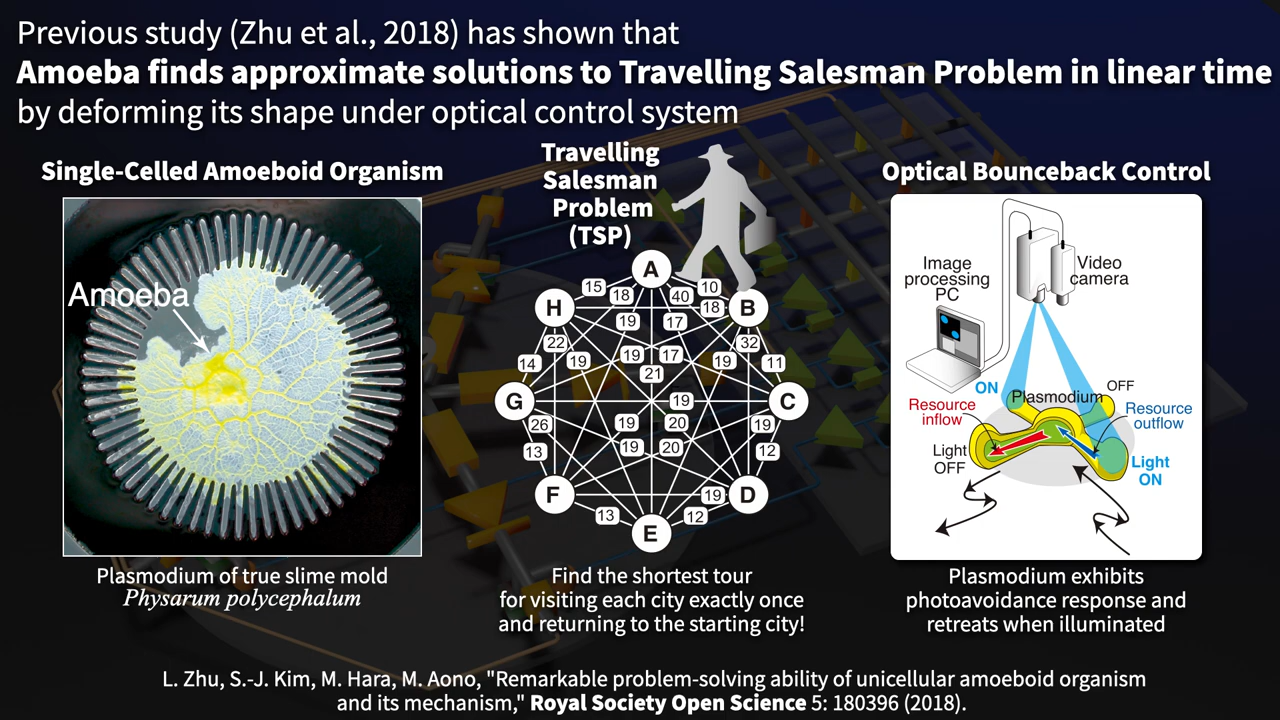 Previous study (Zhu et al., 2018) has shown that
Amoeba finds approximate solutions to Travelling Salesman Problem in linear time
by deforming its shape under optical control system
Single-Celled Amoeboid Organism
Amoeba
Plasmodium of true slime mold
Physarum polycephalum
Travelling
Salesman
Problem
(TSP)
A
15
18
40
10
H
18
B
19
17
22
32
14
19
19
17
19
11
21
G
19
C
26
19
20
19
13
19
20
12
F
19
D
13
12
E
Find the shortest tour
for visiting each city exactly once
and returning to the starting city!
Optical Bounceback Control
Image
processing
PC
Video
camera
ON
Plasmodium
OFF
Resource
inflow
Resource
outflow
Light
OFF
Light
ON
Plasmodium exhibits
photoavoidance response and
retreats when illuminated
L. Zhu, S.-J. Kim, M. Hara, M. Aono, "Remarkable problem-solving ability of unicellular amoeboid organism
and its mechanism," Royal Society Open Science 5: 180396 (2018).